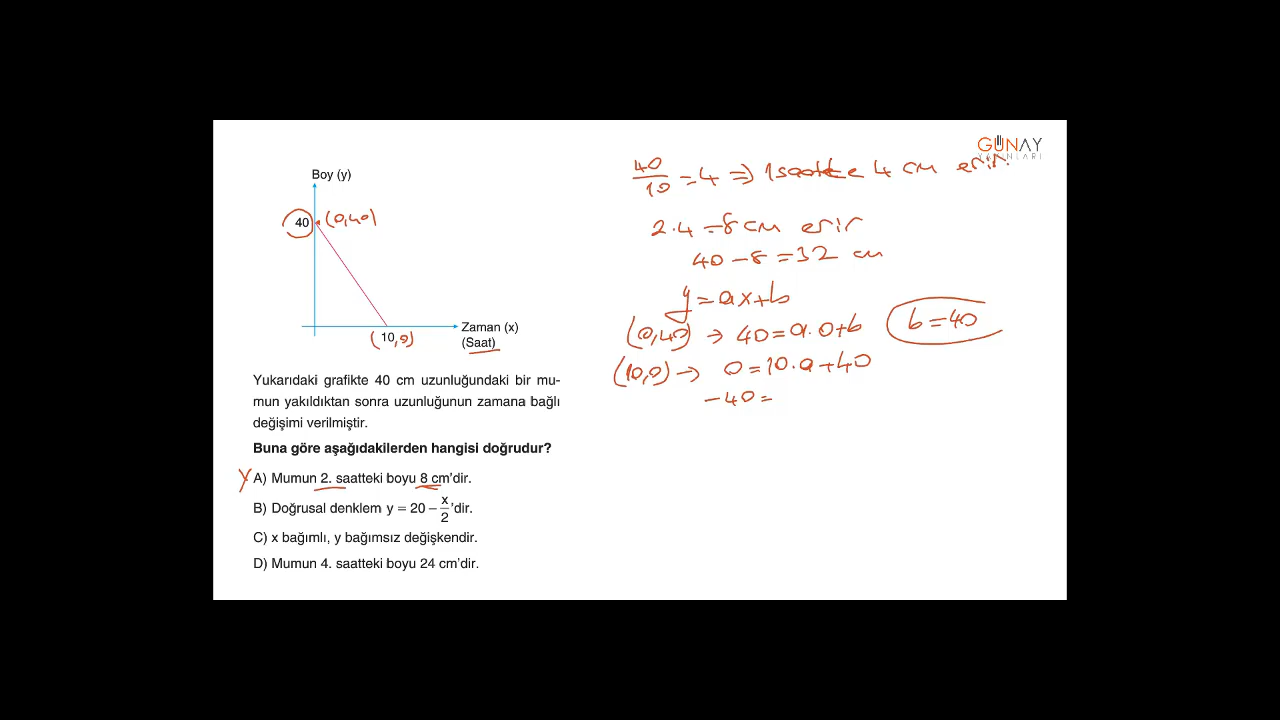 GÜNAY
YAYINLARI
Boy (y)
40
(0,40)
Zaman (x)
10
(10,0)
(Saat)
Yukarıdaki grafikte 40 cm uzunluğundaki bir mu-
mun yakıldıktan sonra uzunluğunun zamana bağlı
değişimi verilmiştir.
Buna göre aşağıdakilerden hangisi doğrudur?
A) Mumun 2. saatteki boyu 8 cm'dir.
B) Doğrusal denklem y = 20 – x/2'dir.
C) x bağımlı, y bağımsız değişkendir.
D) Mumun 4. saatteki boyu 24 cm'dir.
40/10 = 4 ⇒ 1 saatte 4 cm erir.
2.4 = 8 cm erir
40 – 8 = 32 cm
y = ax+b
(0,40) → 40 = a.0+b b = 40
(10,0) → 0 = 10.a+40
–40 =